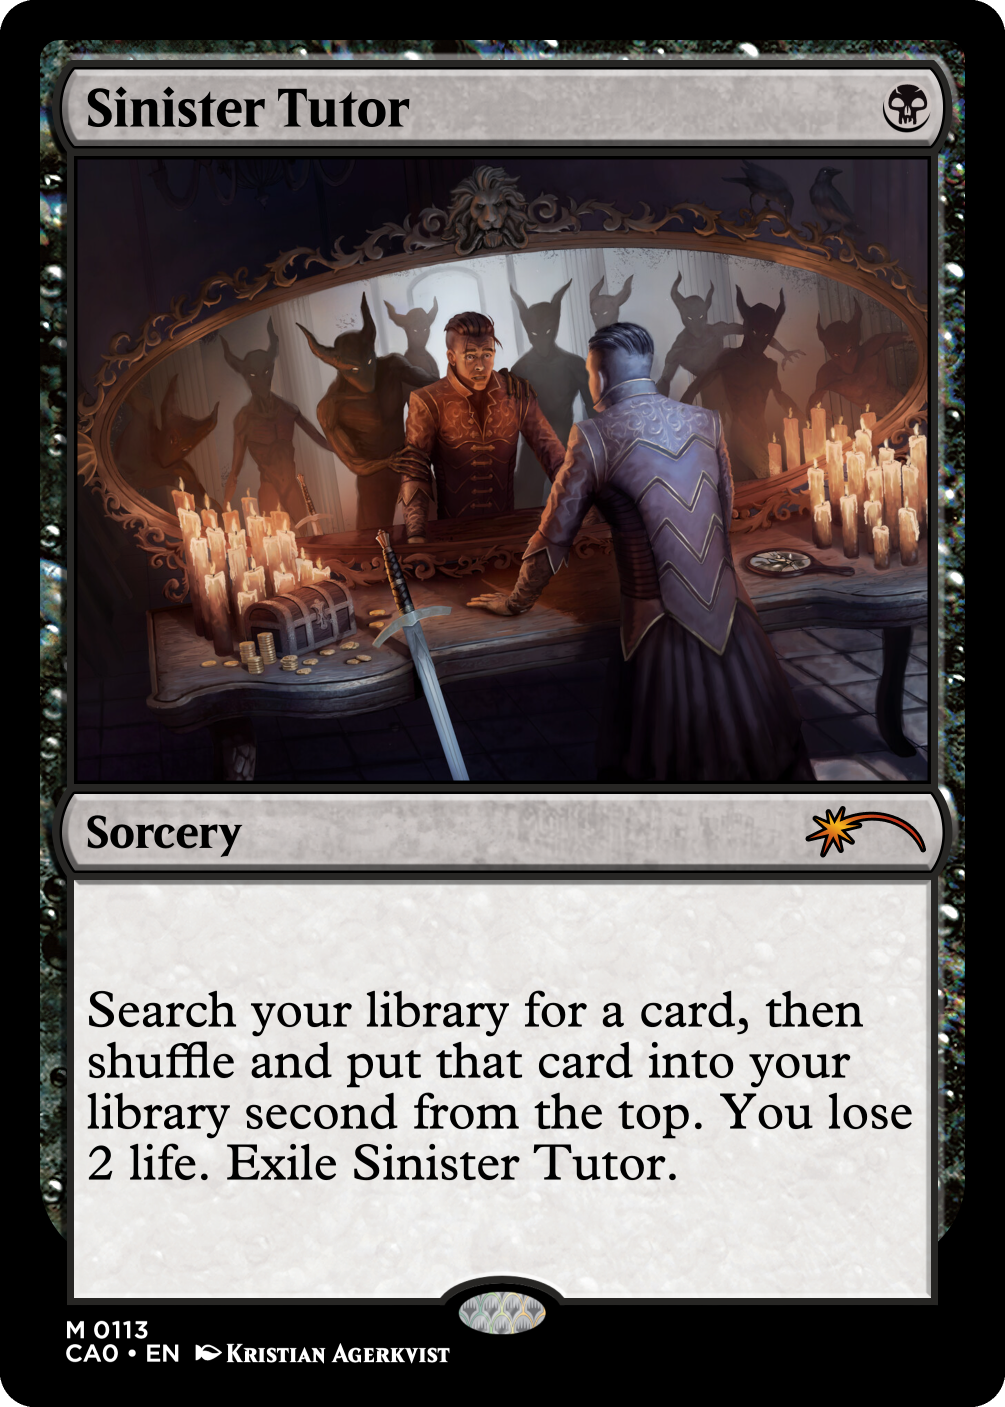 Sinister Tutor
Sorcery
Search your library for a card, then
shuffle and put that card into your
library second from the top. You lose
2 life. Exile Sinister Tutor.
M 0113
CAO • EN Kristian Agerkvist